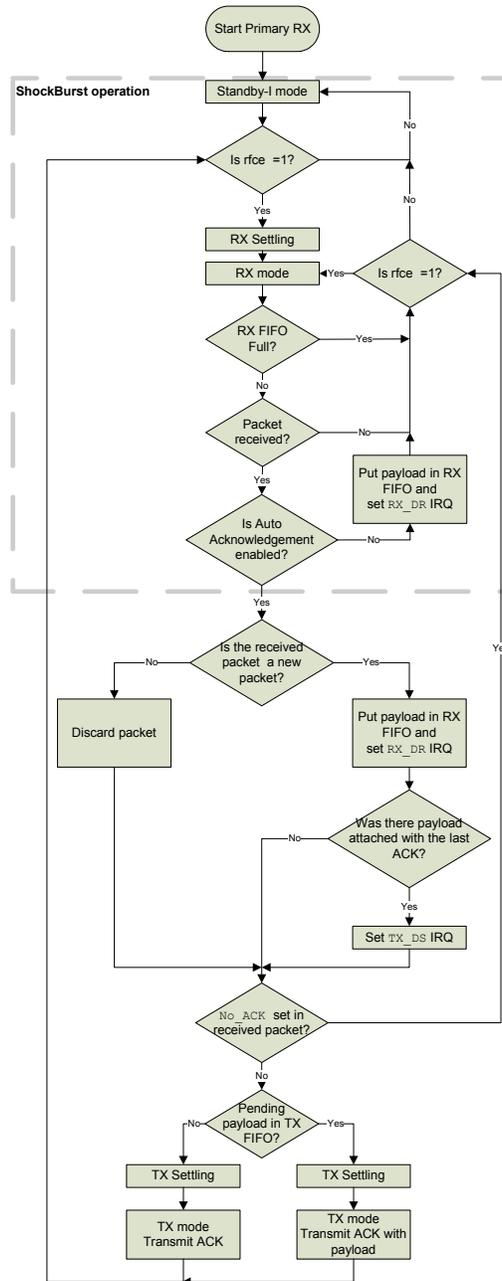 Start Primary RX
ShockBurst operation
Standby-I mode
No
Is rfce =1?
No
Yes
RX Settling
RX mode
Yes
Is rfce =1?
RX FIFO
Full?
Yes
No
Packet
received?
No
Yes
Put payload in RX
FIFO and
set RX_DR IRQ
Is Auto
Acknowledgement
enabled?
No
Yes
Is the received
packet a new
packet?
No
Yes
Discard packet
Put payload in RX
FIFO and
set RX_DR IRQ
Was there payload
attached with the last
ACK?
No
Yes
Set TX_DS IRQ
No_ACK set in
received packet?
No
Pending
payload in TX
FIFO?
No
Yes
TX Settling
TX Settling
TX mode
Transmit ACK
TX mode
Transmit ACK with
payload